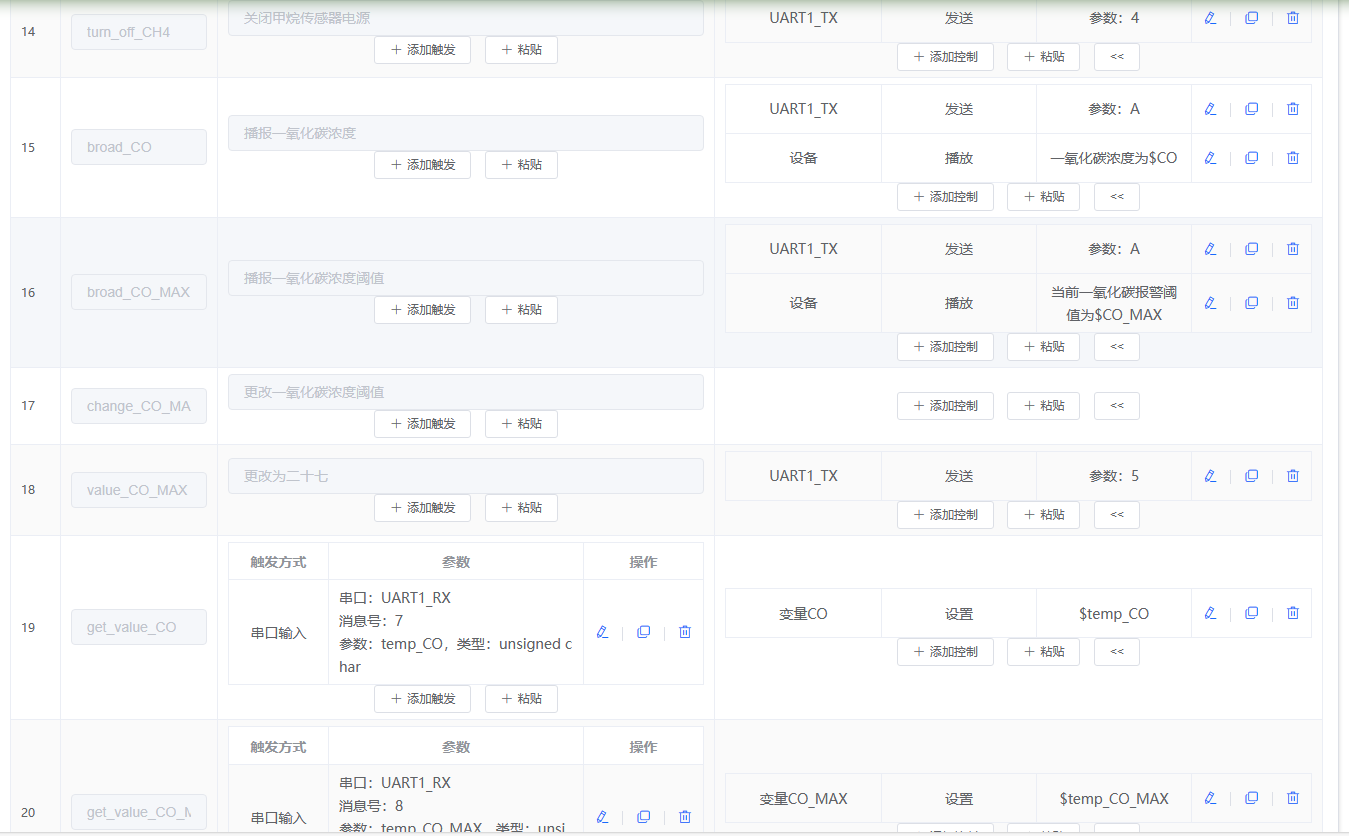 14
turn_off_CH4
关闭甲烷传感器电源
＋ 添加触发 ＋ 粘贴
UART1_TX 发送 参数：4
＋ 添加控制 ＋ 粘贴 <<
15
broad_CO
播报一氧化碳浓度
＋ 添加触发 ＋ 粘贴
UART1_TX 发送 参数：A
设备 播放 一氧化碳浓度为$CO
＋ 添加控制 ＋ 粘贴 <<
16
broad_CO_MAX
播报一氧化碳浓度阈值
＋ 添加触发 ＋ 粘贴
UART1_TX 发送 参数：A
设备 播放 当前一氧化碳报警阈
值为$CO_MAX
＋ 添加控制 ＋ 粘贴 <<
17
change_CO_MA
更改一氧化碳浓度阈值
＋ 添加触发 ＋ 粘贴
＋ 添加控制 ＋ 粘贴 <<
18
value_CO_MAX
更改为二十七
＋ 添加触发 ＋ 粘贴
UART1_TX 发送 参数：5
＋ 添加控制 ＋ 粘贴 <<
19
get_value_CO
触发方式 参数 操作
串口输入
串口：UART1_RX
消息号：7
参数：temp_CO，类型：unsigned c
har
＋ 添加触发 ＋ 粘贴
变量CO 设置 $temp_CO
＋ 添加控制 ＋ 粘贴 <<
20
get_value_CO_M
触发方式 参数 操作
串口输入
串口：UART1_RX
消息号：8
参数：temp_CO_MAX，类型：unsi
变量CO_MAX 设置 $temp_CO_MAX